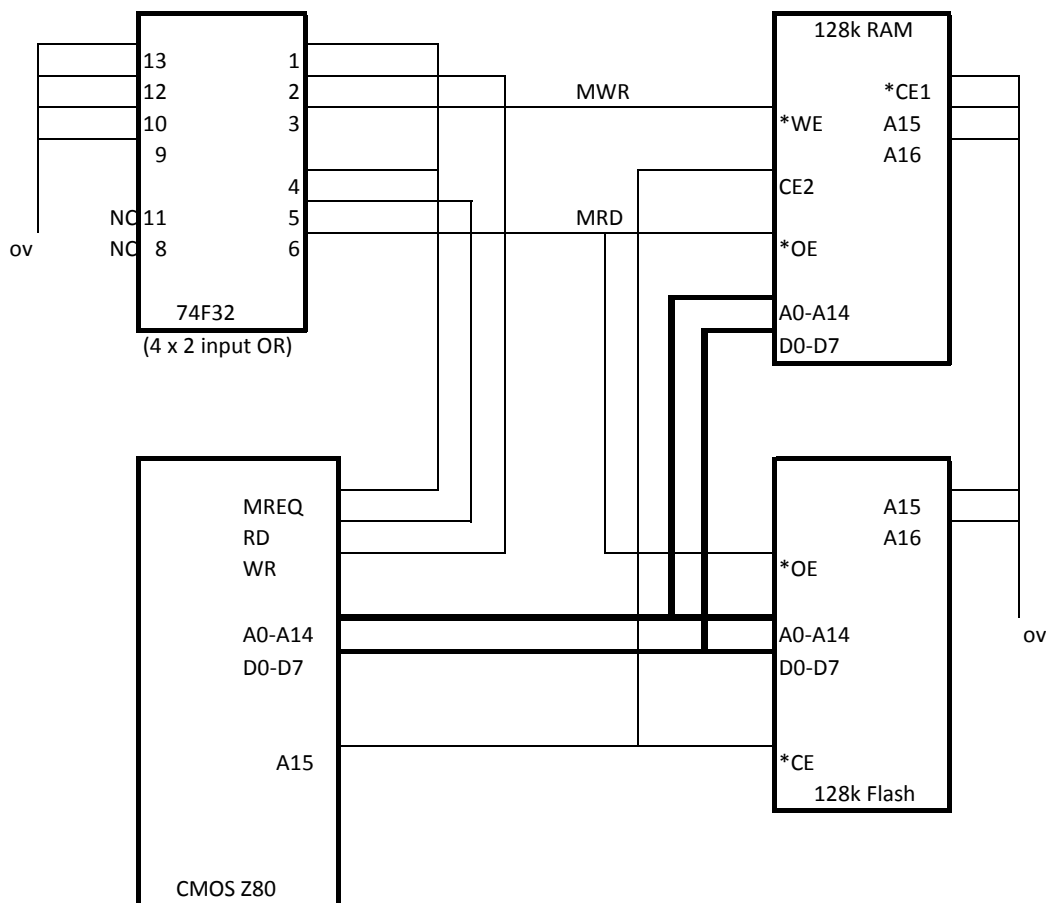 13 1
12 2
10 3
9
4
NC 11 5
NC 8 6
0v
74F32
(4 x 2 input OR)
MWR
MRD
128k RAM
*CE1
*WE A15
A16
CE2
*OE
A0-A14
D0-D7
MREQ
RD
WR
A0-A14
D0-D7
A15
CMOS Z80
A15
A16
*OE
A0-A14
D0-D7
*CE
128k Flash
0v